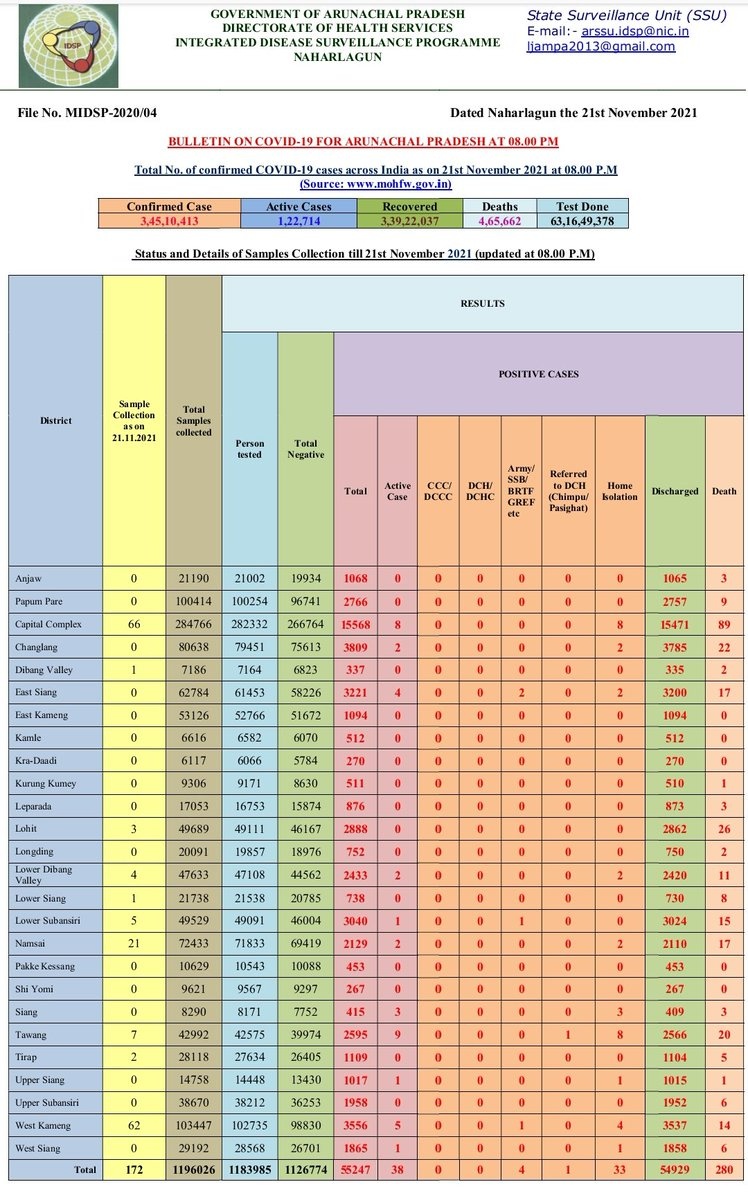 IDSP
GOVERNMENT OF ARUNACHAL PRADESH
DIRECTORATE OF HEALTH SERVICES
INTEGRATED DISEASE SURVEILLANCE PROGRAMME
NAHARLAGUN
State Surveillance Unit (SSU)
E-mail:- arssu.idsp@nic.in
ljampa2013@gmail.com
File No. MIDSP-2020/04 Dated Naharlagun the 21st November 2021
BULLETIN ON COVID-19 FOR ARUNACHAL PRADESH AT 08.00 PM
Total No. of confirmed COVID-19 cases across India as on 21st November 2021 at 08.00 P.M
(Source: www.mohfw.gov.in)
Confirmed Case Active Cases Recovered Deaths Test Done
3,45,10,413 1,22,714 3,39,22,037 4,65,662 63,16,49,378
Status and Details of Samples Collection till 21st November 2021 (updated at 08.00 P.M)
RESULTS
POSITIVE CASES
District
Sample
Collection
as on
21.11.2021
Total
Samples
collected
Person
tested
Total
Negative
Total
Active
Case
CCC/
DCCC
DCH/
DCHC
Army/
SSB/
BRTF
GREF
etc
Referred
to DCH
(Chimpu/
Pasighat)
Home
Isolation
Discharged
Death
Anjaw 0 21190 21002 19934 1068 0 0 0 0 0 0 1065 3
Papum Pare 0 100414 100254 96741 2766 0 0 0 0 0 0 2757 9
Capital Complex 66 284766 282332 266764 15568 8 0 0 0 0 8 15471 89
Changlang 0 80638 79451 75613 3809 2 0 0 0 0 2 3785 22
Dibang Valley 1 7186 7164 6823 337 0 0 0 0 0 0 335 2
East Siang 0 62784 61453 58226 3221 4 0 0 2 0 2 3200 17
East Kameng 0 53126 52766 51672 1094 0 0 0 0 0 0 1094 0
Kamle 0 6616 6582 6070 512 0 0 0 0 0 0 512 0
Kra-Daadi 0 6117 6066 5784 270 0 0 0 0 0 0 270 0
Kurung Kumey 0 9306 9171 8630 511 0 0 0 0 0 0 510 1
Leparada 0 17053 16753 15874 876 0 0 0 0 0 0 873 3
Lohit 3 49689 49111 46167 2888 0 0 0 0 0 0 2862 26
Longding 0 20091 19857 18976 752 0 0 0 0 0 0 750 2
Lower Dibang
Valley 4 47633 47108 44562 2433 2 0 0 0 0 2 2420 11
Lower Siang 1 21738 21538 20785 738 0 0 0 0 0 0 730 8
Lower Subansiri 5 49529 49091 46004 3040 1 0 0 1 0 0 3024 15
Namsai 21 72433 71833 69419 2129 2 0 0 0 0 2 2110 17
Pakke Kessang 0 10629 10543 10088 453 0 0 0 0 0 0 453 0
Shi Yomi 0 9621 9567 9297 267 0 0 0 0 0 0 267 0
Siang 0 8290 8171 7752 415 3 0 0 0 0 3 409 3
Tawang 7 42992 42575 39974 2595 9 0 0 0 1 8 2566 20
Tirap 2 28118 27634 26405 1109 0 0 0 0 0 0 1104 5
Upper Siang 0 14758 14448 13430 1017 1 0 0 0 0 1 1015 1
Upper Subansiri 0 38670 38212 36253 1958 0 0 0 0 0 0 1952 6
West Kameng 62 103447 102735 98830 3556 5 0 0 1 0 4 3537 14
West Siang 0 29192 28568 26701 1865 1 0 0 0 0 1 1858 6
Total 172 1196026 1183985 1126774 55247 38 0 0 4 1 33 54929 280